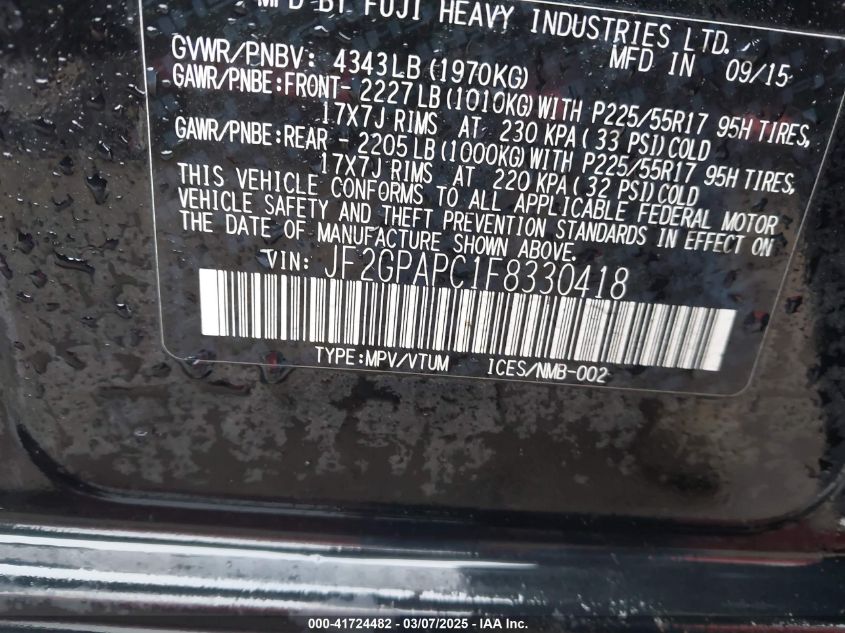 MFD BY FUJI HEAVY INDUSTRIES LTD.
MFD IN 09/15
GVWR/PNBV: 4343LB(1970KG)
GAWR/PNBE:FRONT- 2227LB(1010KG)WITH P225/55R17 95H TIRES,
17X7J RIMS AT 230 KPA( 33 PSI)COLD
GAWR/PNBE:REAR - 2205LB(1000KG)WITH P225/55R17 95H TIRES,
17X7J RIMS AT 220 KPA( 32 PSI)COLD
THIS VEHICLE CONFORMS TO ALL APPLICABLE FEDERAL MOTOR
VEHICLE SAFETY AND THEFT PREVENTION STANDARDS IN EFFECT ON
THE DATE OF MANUFACTURE SHOWN ABOVE.
VIN: JF2GPAPC1F8330418
TYPE:MPV/VTUM ICES/NMB-002
000-41724482 - 03/07/2025 - IAA Inc.